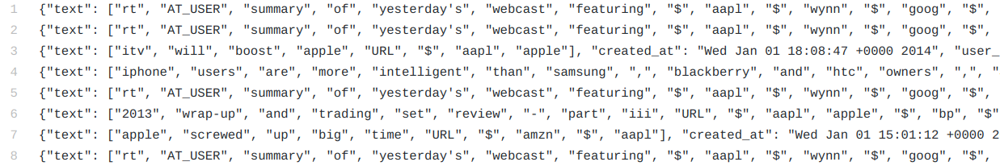 1 {"text": ["rt", "AT_USER", "summary", "of", "yesterday's", "webcast", "featuring", "$", "aapl", "$", "wynn", "$", "goog", "$",
2 {"text": ["rt", "AT_USER", "summary", "of", "yesterday's", "webcast", "featuring", "$", "aapl", "$", "wynn", "$", "goog", "$",
3 {"text": ["itv", "will", "boost", "apple", "URL", "$", "aapl", "apple"], "created_at": "Wed Jan 01 18:08:47 +0000 2014", "user_
4 {"text": ["iphone", "users", "are", "more", "intelligent", "than", "samsung", ",", "blackberry", "and", "htc", "owners", ",", "
5 {"text": ["rt", "AT_USER", "summary", "of", "yesterday's", "webcast", "featuring", "$", "aapl", "$", "wynn", "$", "goog", "$",
6 {"text": ["2013", "wrap-up", "and", "trading", "set", "review", "-", "part", "iii", "URL", "$", "aapl", "apple", "$", "bp", "$"
7 {"text": ["apple", "screwed", "up", "big", "time", "URL", "$", "amzn", "$", "aapl"], "created_at": "Wed Jan 01 15:01:12 +0000 2
8 {"text": ["rt", "AT_USER", "summary", "of", "yesterday's", "webcast", "featuring", "$", "aapl", "$", "wynn", "$", "goog", "$",